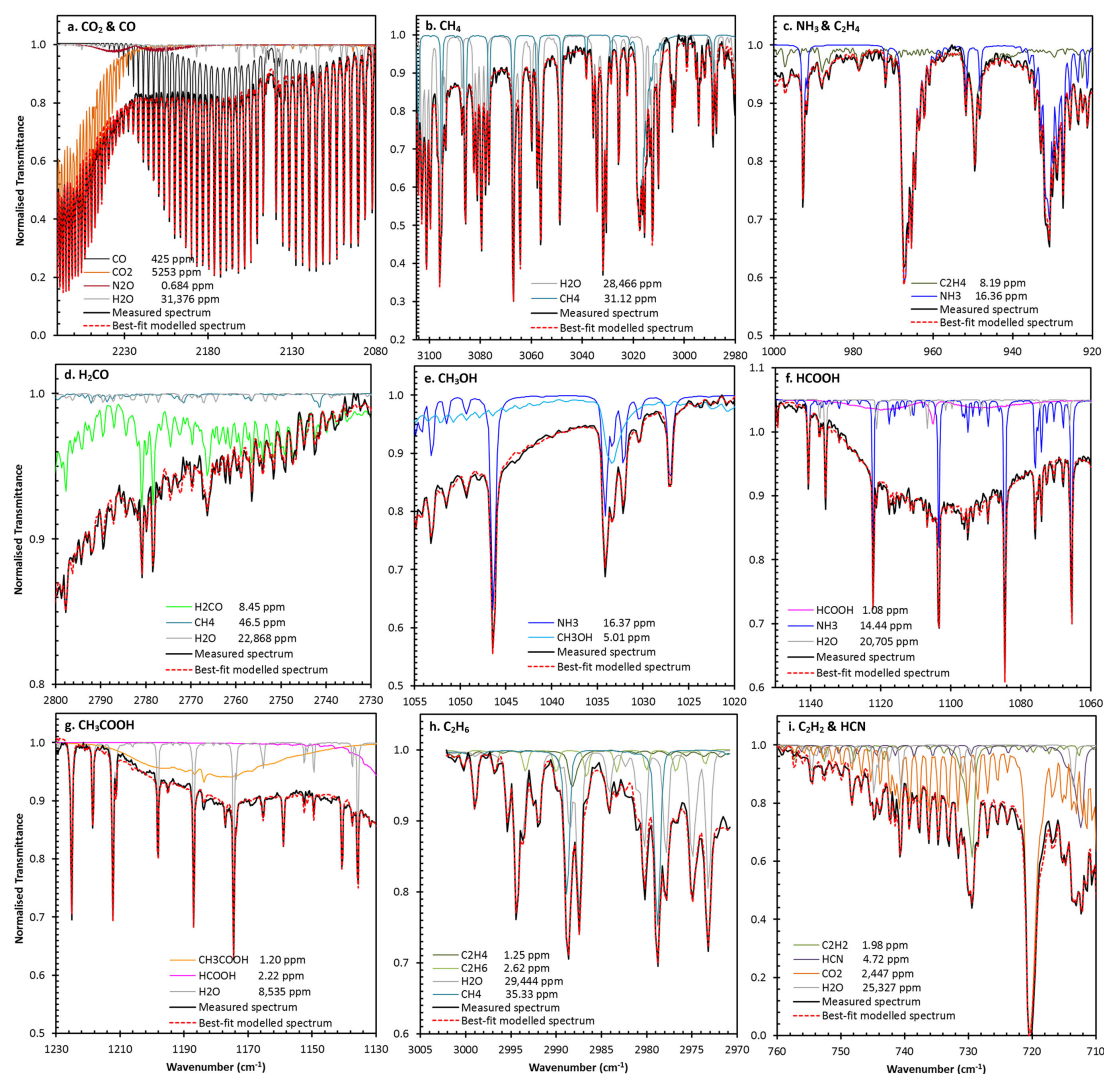 a. CO₂ & CO
Normalised Transmittance
1.0
0.8
0.6
0.4
0.2
0.0
CO 425 ppm
CO2 5253 ppm
N2O 0.684 ppm
H2O 31,376 ppm
Measured spectrum
Best-fit modelled spectrum
2230 2180 2130 2080
b. CH₄
1.0
0.9
0.8
0.7
0.6
0.5
0.4
0.3
0.2
H2O 28,466 ppm
CH4 31.12 ppm
Measured spectrum
Best-fit modelled spectrum
3100 3080 3060 3040 3020 3000 2980
c. NH₃ & C₂H₄
1.0
0.9
0.8
0.7
0.6
0.5
C2H4 8.19 ppm
NH3 16.36 ppm
Measured spectrum
Best-fit modelled spectrum
1000 980 960 940 920
d. H₂CO
Normalised Transmittance
1.0
0.9
0.8
H2CO 8.45 ppm
CH4 46.5 ppm
H2O 22,868 ppm
Measured spectrum
Best-fit modelled spectrum
2800 2790 2780 2770 2760 2750 2740 2730
e. CH₃OH
1.0
0.9
0.8
0.7
0.6
0.5
NH3 16.37 ppm
CH3OH 5.01 ppm
Measured spectrum
Best-fit modelled spectrum
1055 1050 1045 1040 1035 1030 1025 1020
f. HCOOH
1.1
1.0
0.9
0.8
0.7
0.6
HCOOH 1.08 ppm
NH3 14.44 ppm
H2O 20,705 ppm
Measured spectrum
Best-fit modelled spectrum
1140 1120 1100 1080 1060
g. CH₃COOH
Normalised Transmittance
1.0
0.9
0.8
0.7
0.6
0.5
CH3COOH 1.20 ppm
HCOOH 2.22 ppm
H2O 8,535 ppm
Measured spectrum
Best-fit modelled spectrum
1230 1210 1190 1170 1150 1130
Wavenumber (cm⁻¹)
h. C₂H₆
1.0
0.9
0.8
0.7
0.6
C2H4 1.25 ppm
C2H6 2.62 ppm
H2O 29,444 ppm
CH4 35.33 ppm
Measured spectrum
Best-fit modelled spectrum
3005 3000 2995 2990 2985 2980 2975 2970
Wavenumber (cm⁻¹)
i. C₂H₂ & HCN
1.0
0.8
0.6
0.4
0.2
0.0
C2H2 1.98 ppm
HCN 4.72 ppm
CO2 2,447 ppm
H2O 25,327 ppm
Measured spectrum
Best-fit modelled spectrum
760 750 740 730 720 710
Wavenumber (cm⁻¹)